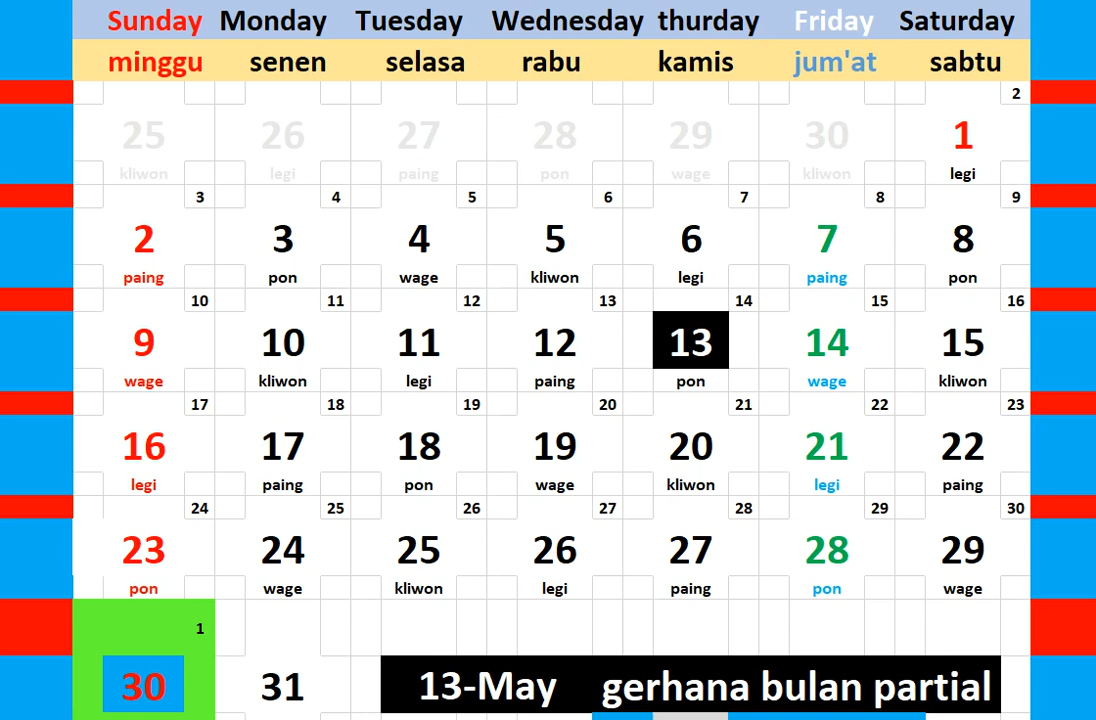 Sunday Monday Tuesday Wednesday thurday Friday Saturday
minggu senen selasa rabu kamis jum'at sabtu
2
25 26 27 28 29 30 1
kliwon legi paing pon wage kliwon legi
3 4 5 6 7 8 9
2 3 4 5 6 7 8
paing pon wage kliwon legi paing pon
10 11 12 13 14 15 16
9 10 11 12 13 14 15
wage kliwon legi paing pon wage kliwon
17 18 19 20 21 22 23
16 17 18 19 20 21 22
legi paing pon wage kliwon legi paing
24 25 26 27 28 29 30
23 24 25 26 27 28 29
pon wage kliwon legi paing pon wage
1
30 31 13-May gerhana bulan partial